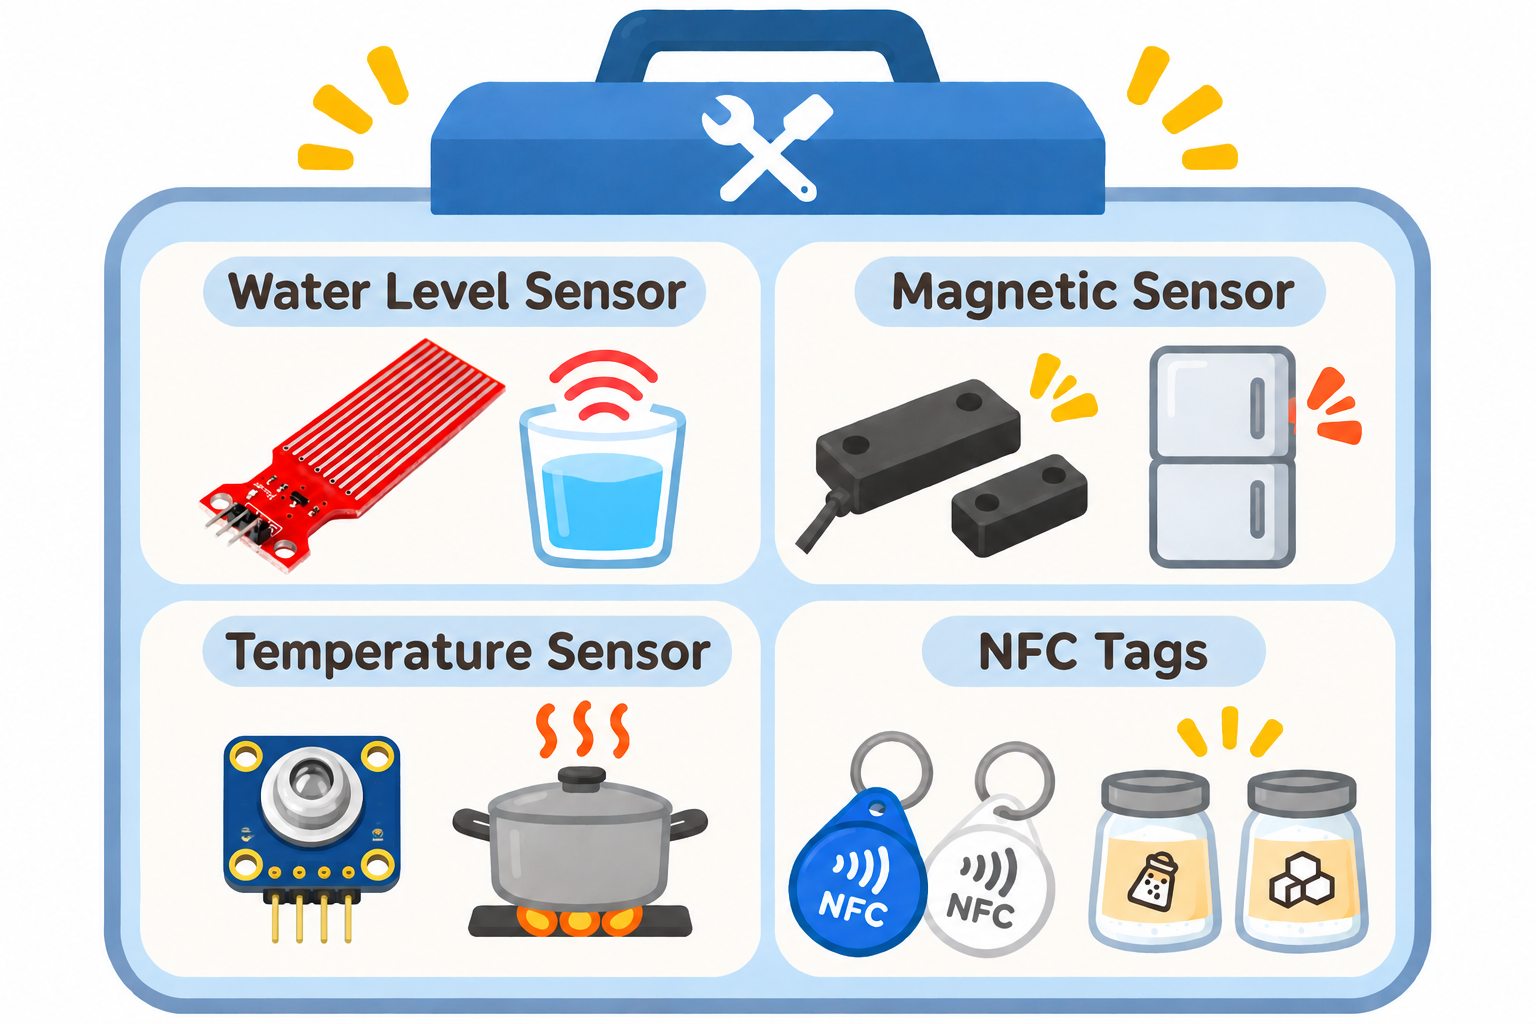 Water Level Sensor
Magnetic Sensor
Temperature Sensor
NFC Tags
NFC
NFC